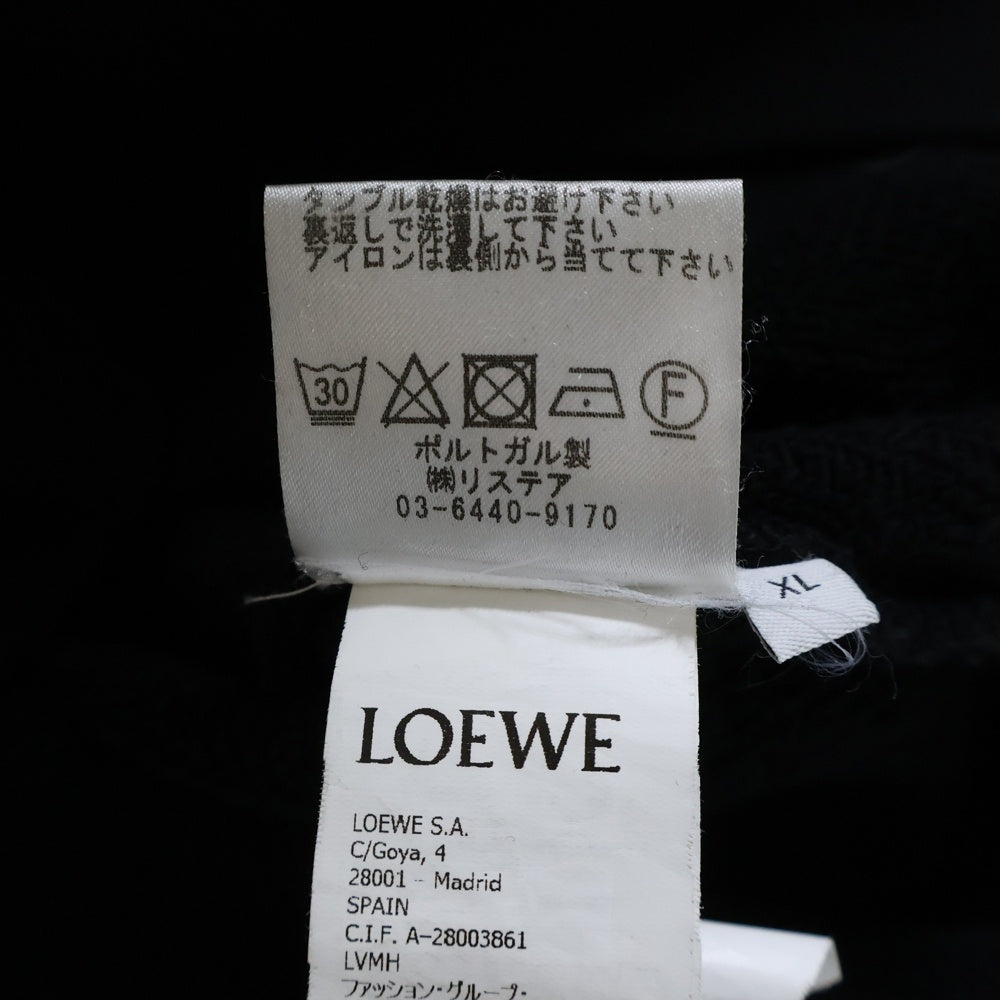 タンブル乾燥はお避け下さい
裏返しで洗濯して下さい
アイロンは裏側から当てて下さい
30 F
ポルトガル製
㈱リステア
03-6440-9170
XL
LOEWE
LOEWE S.A.
C/Goya, 4
28001 - Madrid
SPAIN
C.I.F. A-28003861
LVMH
ファッション・グループ・